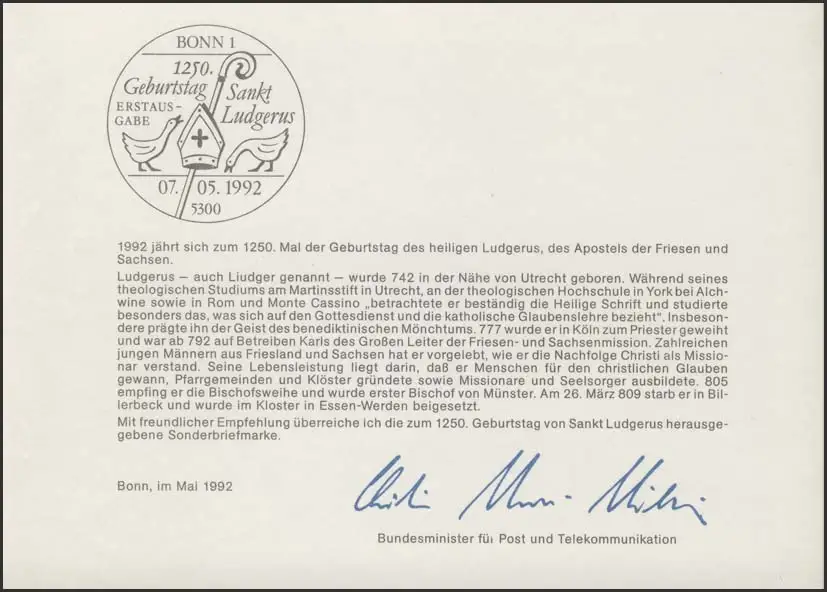 BONN 1
1250.
Geburtstag
Sankt
Ludgerus
ERSTAUS-
GABE
07. 05. 1992
5300
1992 jährt sich zum 1250. Mal der Geburtstag des heiligen Ludgerus, des Apostels der Friesen und
Sachsen.
Ludgerus — auch Liudger genannt — wurde 742 in der Nähe von Utrecht geboren. Während seines
theologischen Studiums am Martinsstift in Utrecht, an der theologischen Hochschule in York bei Alch-
wine sowie in Rom und Monte Cassino „betrachtete er beständig die Heilige Schrift und studierte
besonders das, was sich auf den Gottesdienst und die katholische Glaubenslehre bezieht“. Insbeson-
dere prägte ihn der Geist des benediktinischen Mönchtums. 777 wurde er in Köln zum Priester geweiht
und war ab 792 auf Betreiben Karls des Großen Leiter der Friesen- und Sachsenmission. Zahlreichen
jungen Männern aus Friesland und Sachsen hat er vorgelebt, wie er die Nachfolge Christi als Missio-
nar verstand. Seine Lebensleistung liegt darin, daß er Menschen für den christlichen Glauben
gewann, Pfarrgemeinden und Klöster gründete sowie Missionare und Seelsorger ausbildete. 805
empfing er die Bischofsweihe und wurde erster Bischof von Münster. Am 26. März 809 starb er in Bil-
lerbeck und wurde im Kloster in Essen-Werden beigesetzt.
Mit freundlicher Empfehlung überreiche ich die zum 1250. Geburtstag von Sankt Ludgerus herausge-
gebene Sonderbriefmarke.
Bonn, im Mai 1992
Bundesminister für Post und Telekommunikation